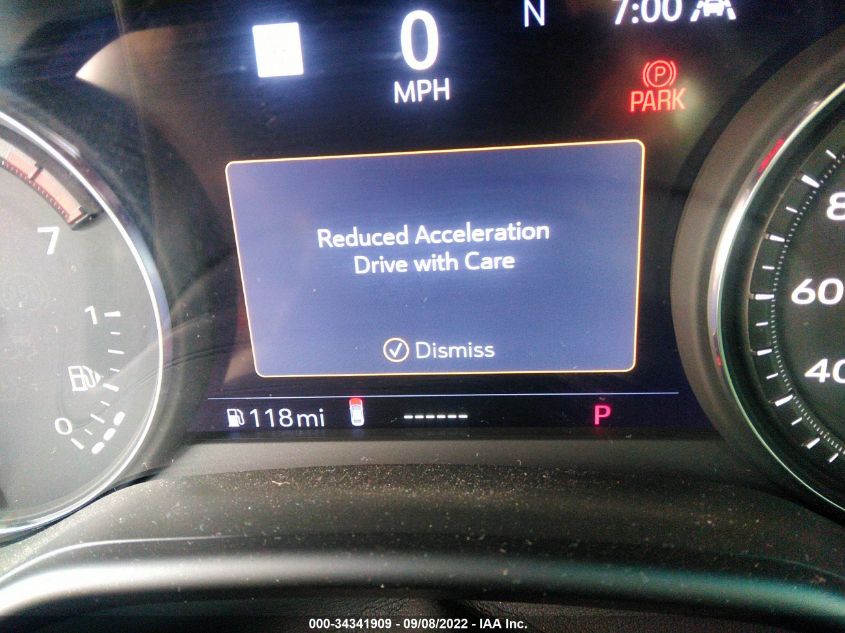 0
MPH
N
7:00
PARK
P
Reduced Acceleration
Drive with Care
Dismiss
7
1
0
80
60
40
118mi
------
P
000-34341909 - 09/08/2022 - IAA Inc.